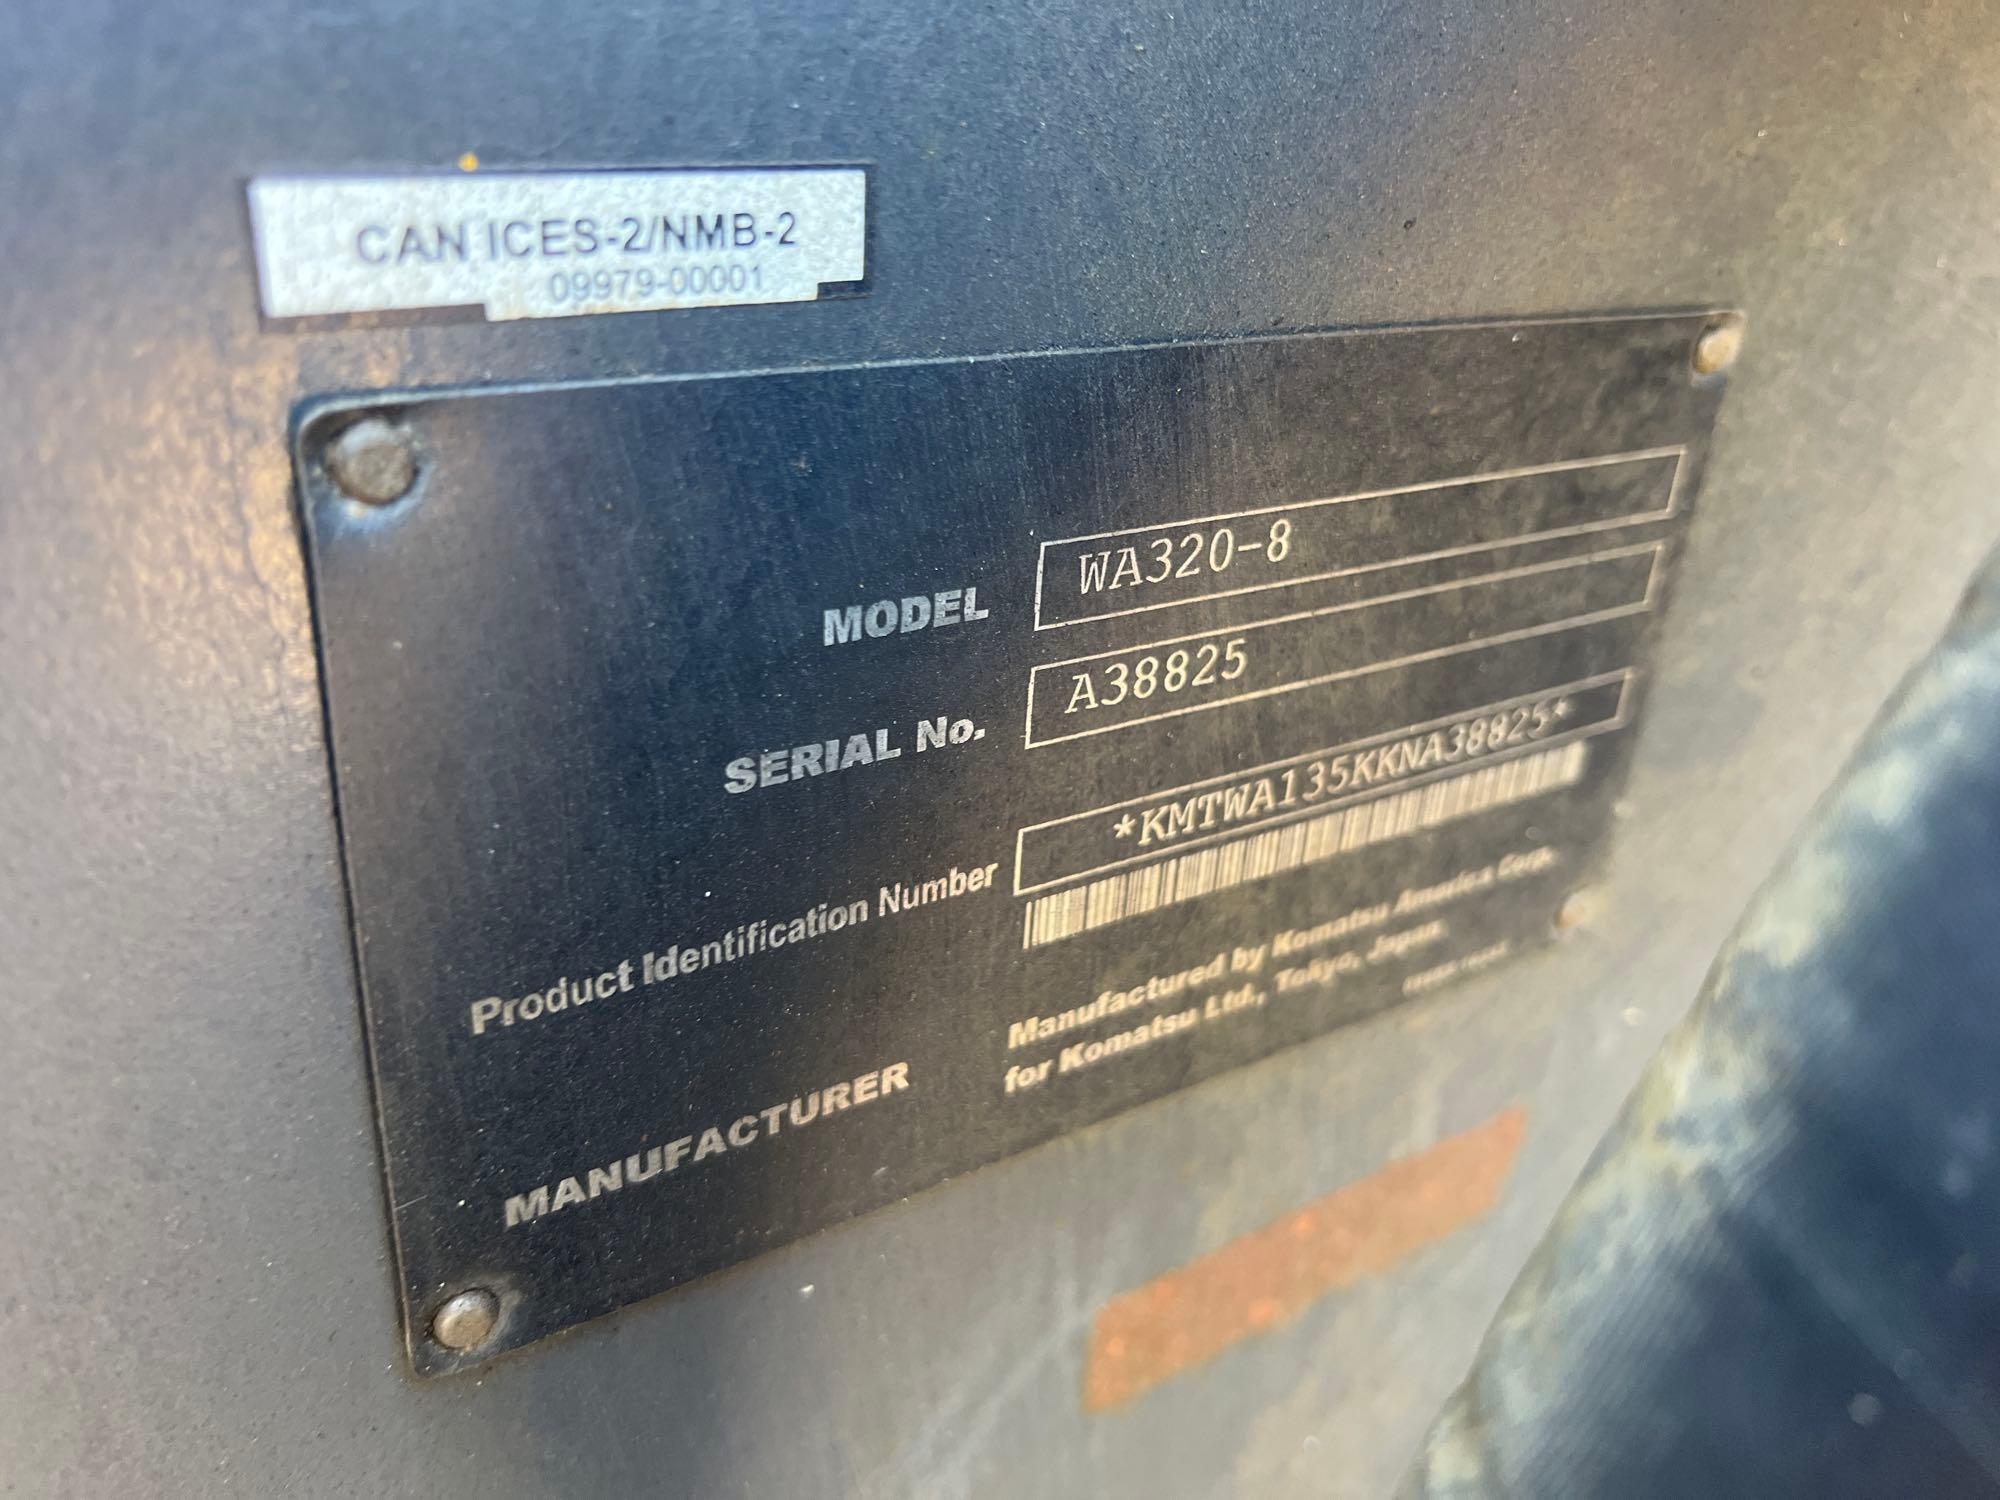 CAN ICES-2/NMB-2
09979-00001
MODEL WA320-8
SERIAL No. A38825
Product Identification Number *KMTWA135KKNA38825*
MANUFACTURER Manufactured by Komatsu America Corp.
for Komatsu Ltd., Tokyo, Japan